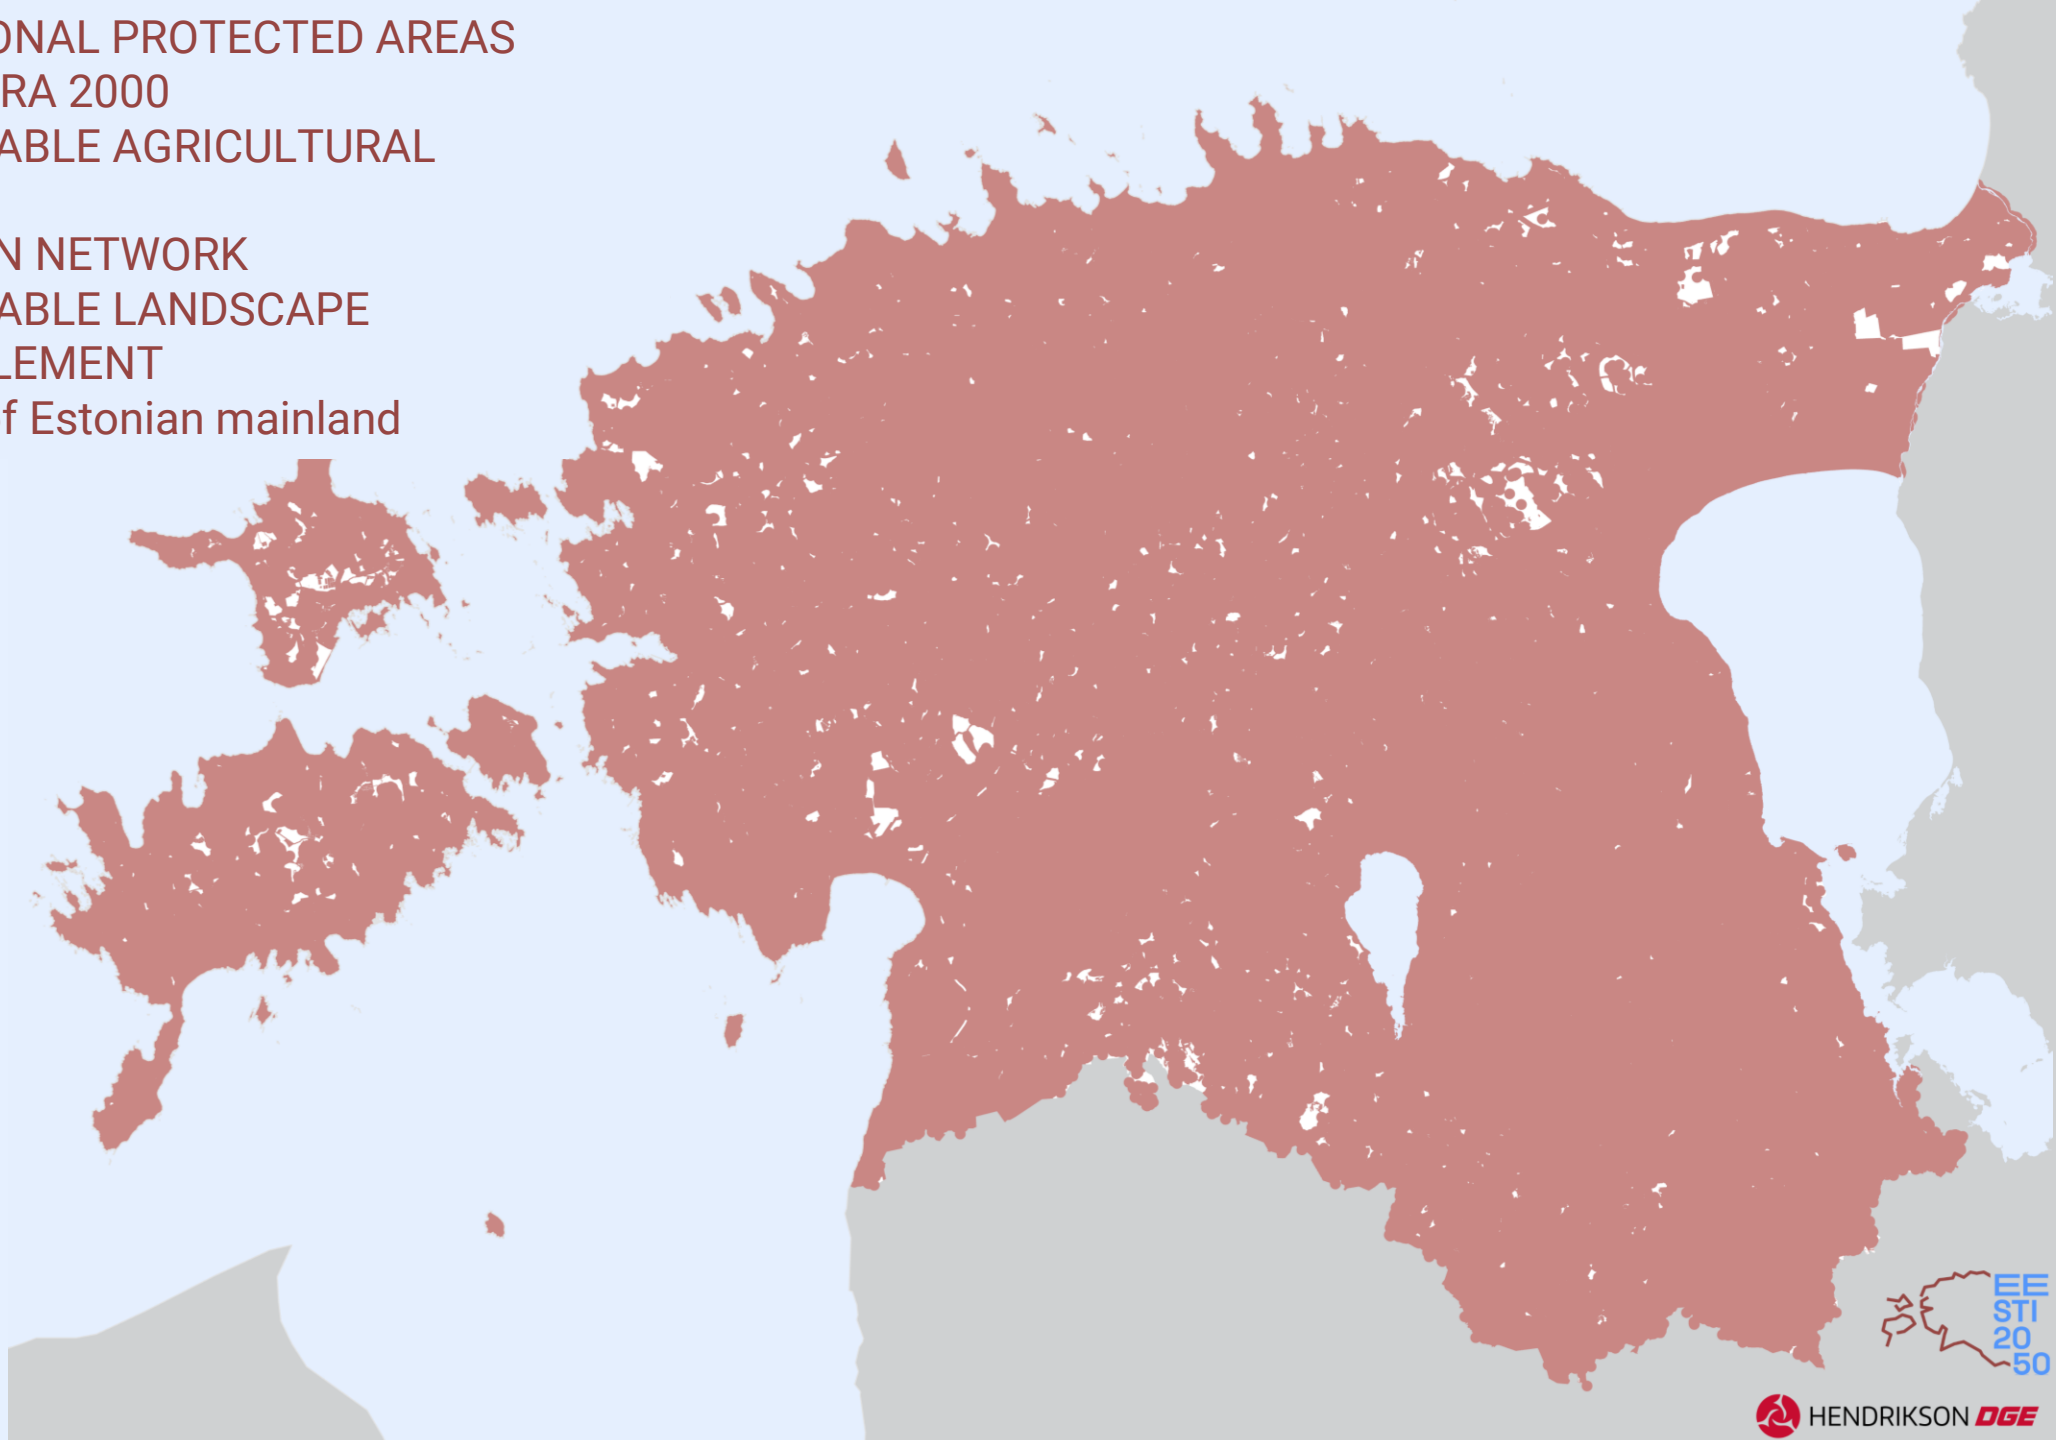 ONAL PROTECTED AREAS
RA 2000
ABLE AGRICULTURAL
N NETWORK
ABLE LANDSCAPE
LEMENT
f Estonian mainland
EE
STI
20
50
HENDRIKSON DGE